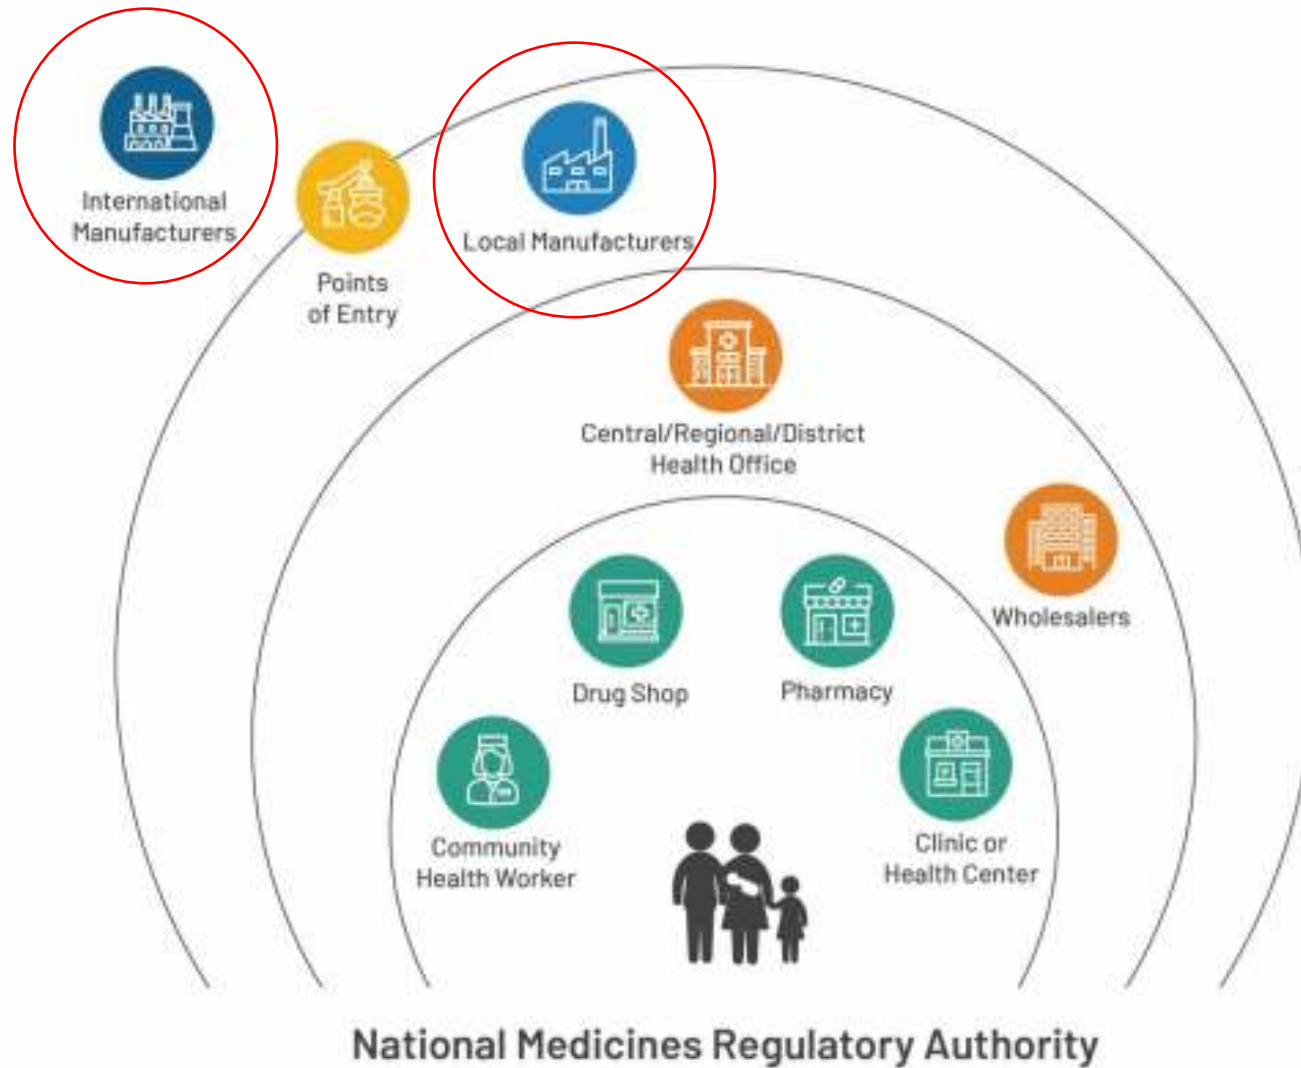 International
Manufacturers
Points
of Entry
Local Manufacturers
Central/Regional/District
Health Office
Wholesalers
Drug Shop
Pharmacy
Community
Health Worker
Clinic or
Health Center
National Medicines Regulatory Authority